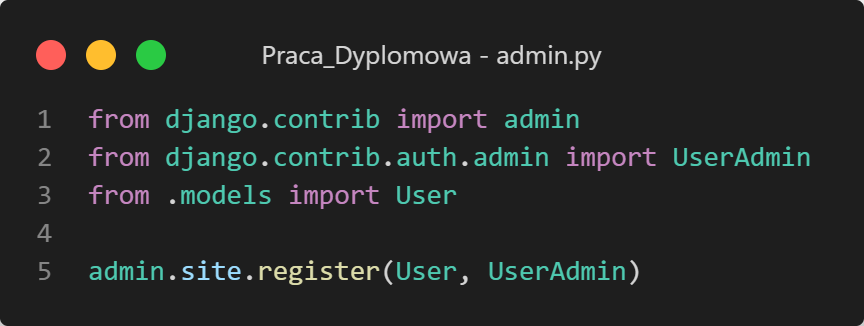 Praca_Dyplomowa - admin.py
1 from django.contrib import admin
2 from django.contrib.auth.admin import UserAdmin
3 from .models import User
4
5 admin.site.register(User, UserAdmin)